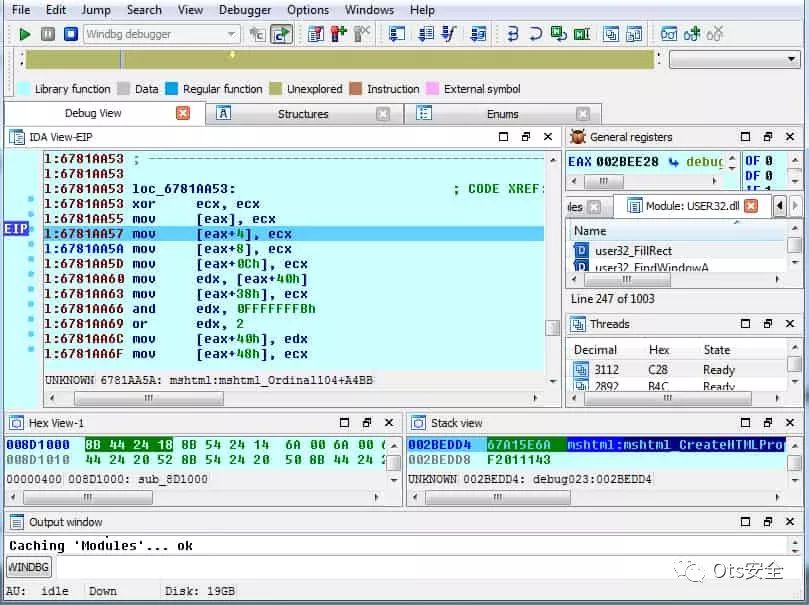 File Edit Jump Search View Debugger Options Windows Help
Windbg debugger
Library function Data Regular function Unexplored Instruction External symbol
Debug View Structures Enums
IDA View-EIP
l:6781AA53 ; 
l:6781AA53
l:6781AA53 loc_6781AA53: ; CODE XREF:
l:6781AA53 xor ecx, ecx
l:6781AA55 mov [eax], ecx
EIP l:6781AA57 mov [eax+4], ecx
l:6781AA5A mov [eax+8], ecx
l:6781AA5D mov [eax+0Ch], ecx
l:6781AA60 mov edx, [eax+40h]
l:6781AA63 mov [eax+38h], ecx
l:6781AA66 and edx, 0FFFFFFFBh
l:6781AA69 or edx, 2
l:6781AA6C mov [eax+40h], edx
l:6781AA6F mov [eax+48h], ecx
UNKNOWN 6781AA5A: mshtml:mshtml_Ordinal104+A4BB
General registers
EAX 002BEE28 debug
OF 0
DF 0
Module: USER32.dll
Name
user32_FillRect
user32_FindWindowA
Line 247 of 1003
Threads
Decimal Hex State
3112 C28 Ready
2892 B4C Ready
Hex View-1
008D1000 8B 44 24 18 8B 54 24 14 6A 00 6A 00
008D1010 44 24 20 52 8B 54 24 20 50 8B 44 24
00000400 008D1000: sub_8D1000
Stack view
002BEDD4 67A15E6A mshtml:mshtml_CreateHTMLPro
002BEDD8 F2011143
UNKNOWN 002BEDD4: debug023:002BEDD4
Output window
Caching 'Modules'... ok
WINDBG
AU: idle Down Disk: 19GB
Ots安全